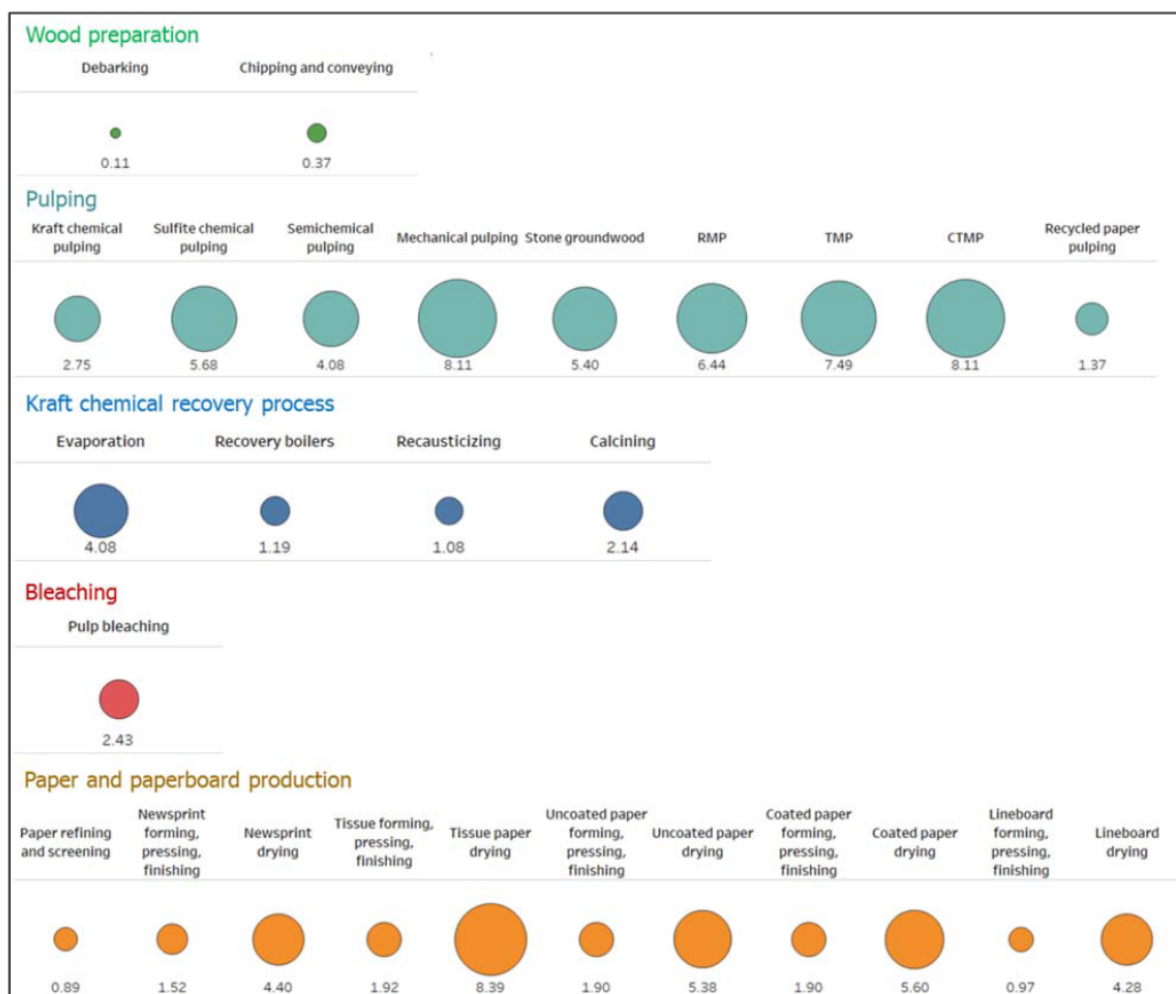 Wood preparation
Debarking Chipping and conveying
0.11 0.37
Pulping
Kraft chemical pulping Sulfite chemical pulping Semichemical pulping Mechanical pulping Stone groundwood RMP TMP CTMP Recycled paper pulping
2.75 5.68 4.08 8.11 5.40 6.44 7.49 8.11 1.37
Kraft chemical recovery process
Evaporation Recovery boilers Recausticizing Calcining
4.08 1.19 1.08 2.14
Bleaching
Pulp bleaching
2.43
Paper and paperboard production
Paper refining and screening Newsprint forming, pressing, finishing Newsprint drying Tissue forming, pressing, finishing Tissue paper drying Uncoated paper forming, pressing, finishing Uncoated paper drying Coated paper forming, pressing, finishing Coated paper drying Lineboard forming, pressing, finishing Lineboard drying
0.89 1.52 4.40 1.92 8.39 1.90 5.38 1.90 5.60 0.97 4.28